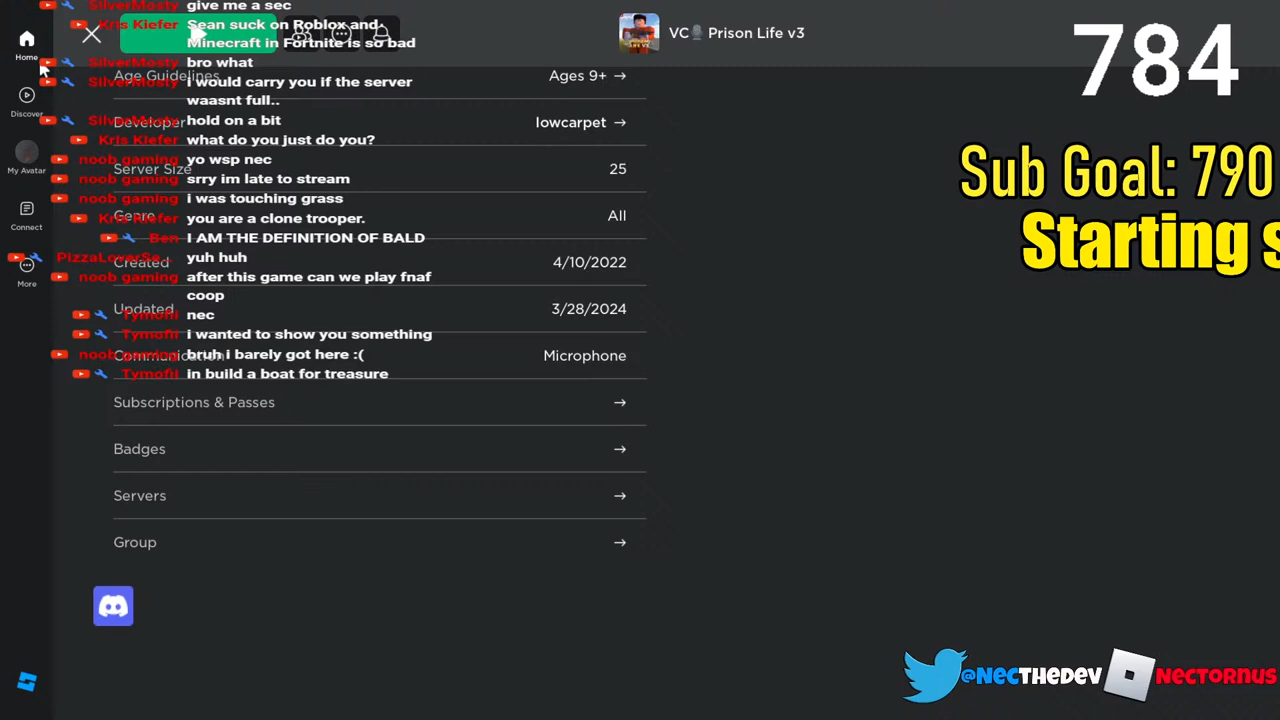 SilverMosty give me a sec
Kris Kiefer Sean suck on Roblox and
Minecraft in Fortnite is so bad
SilverMosty bro what
SilverMosty i would carry you if the server
waasnt full..
SilverMosty hold on a bit
Kris Kiefer what do you just do you?
noob gaming yo wsp nec
noob gaming srry im late to stream
noob gaming i was touching grass
Kris Kiefer you are a clone trooper.
Ben I AM THE DEFINITION OF BALD
PizzaLoverSe... yuh huh
noob gaming after this game can we play fnaf
coop
Tymofii nec
Tymofii i wanted to show you something
noob gaming bruh i barely got here :(
Tymofii in build a boat for treasure
Home
Discover
My Avatar
Connect
More
VC Prison Life v3
Age Guidelines Ages 9+ →
Developer lowcarpet →
Server Size 25
Genre All
Created 4/10/2022
Updated 3/28/2024
Communication Microphone
Subscriptions & Passes →
Badges →
Servers →
Group →
784
Sub Goal: 790
Starting s
@NECTHEDEV
NECTORNUS